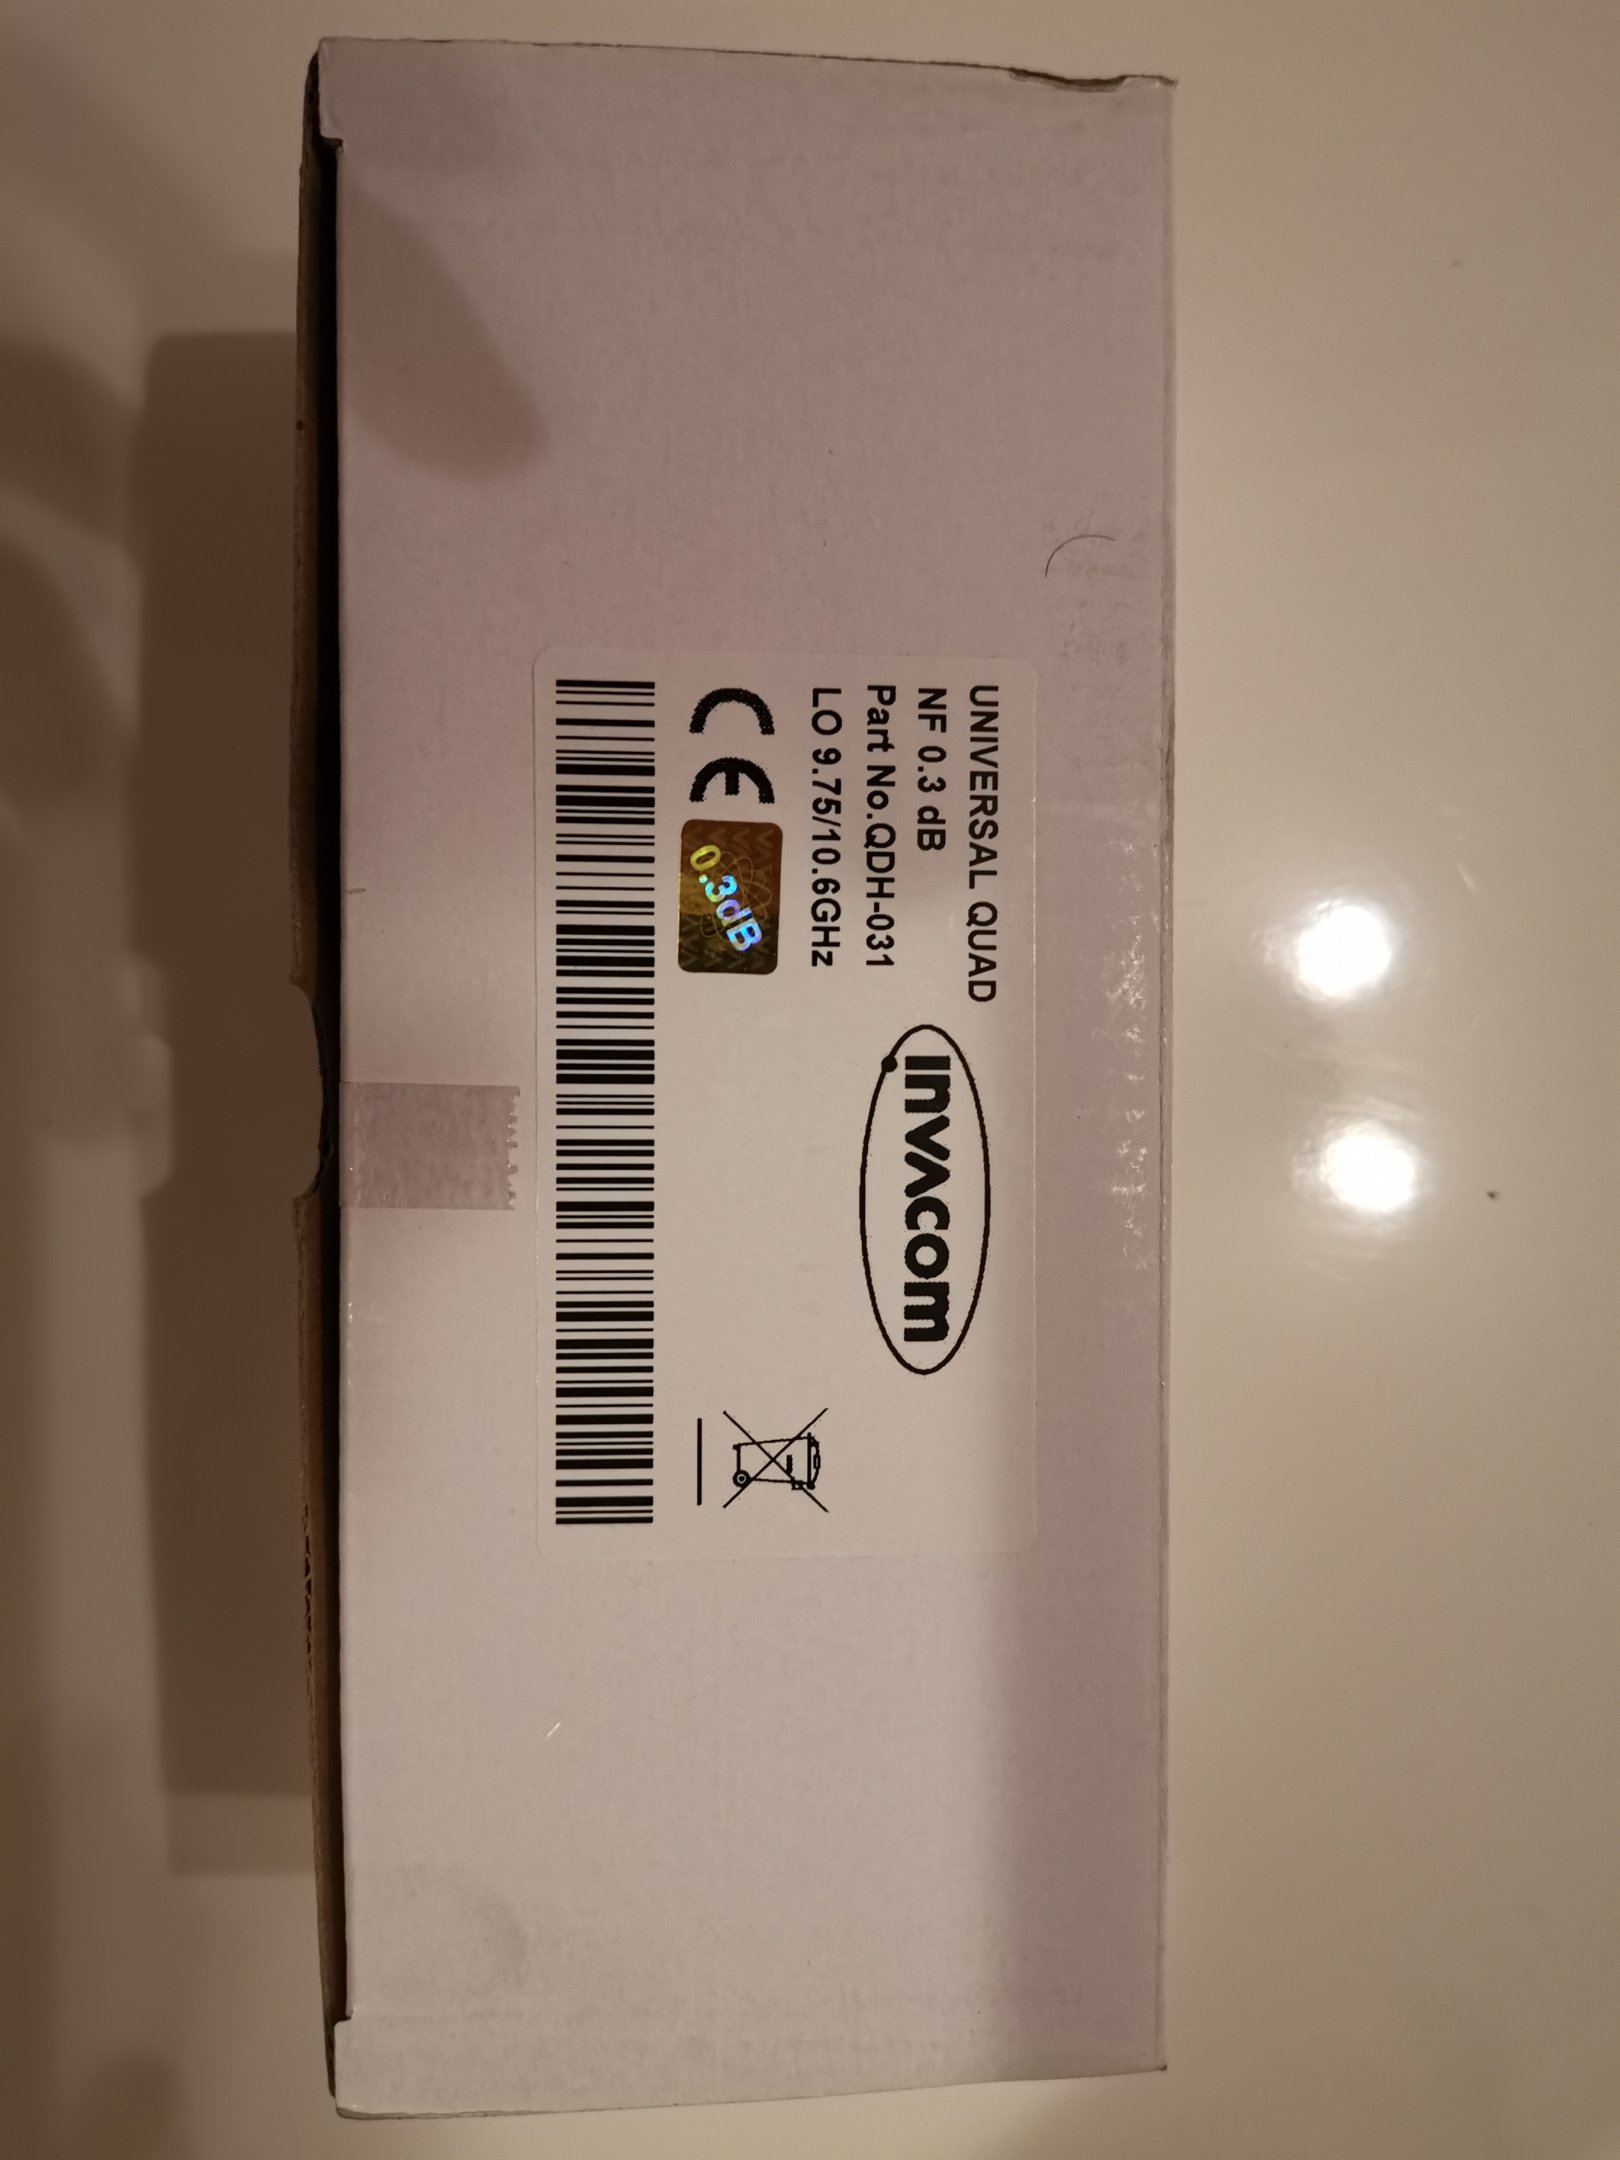 UNIVERSAL QUAD
NF 0.3 dB
Part No.QDH-031
LO 9.75/10.6GHz
INVACOM
CE
0.3dB